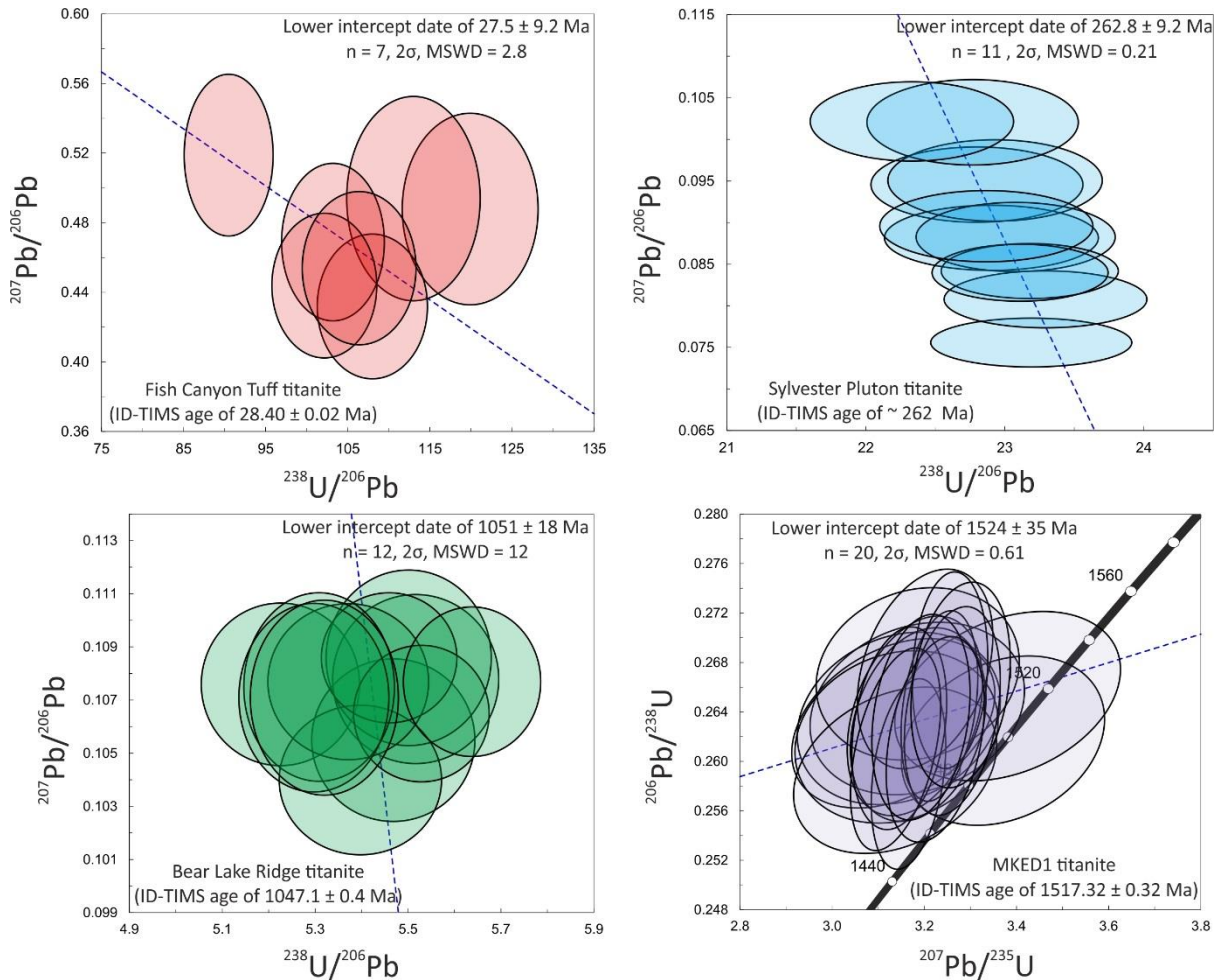 Lower intercept date of 27.5 ± 9.2 Ma
n = 7, 2σ, MSWD = 2.8
0.60
0.56
0.52
0.48
0.44
0.40
0.36
²⁰⁷Pb/²⁰⁶Pb
Fish Canyon Tuff titanite
(ID-TIMS age of 28.40 ± 0.02 Ma)
75 85 95 105 115 125 135
²³⁸U/²⁰⁶Pb
Lower intercept date of 262.8 ± 9.2 Ma
n = 11 , 2σ, MSWD = 0.21
0.115
0.105
0.095
0.085
0.075
0.065
²⁰⁷Pb/²⁰⁶Pb
Sylvester Pluton titanite
(ID-TIMS age of ~ 262 Ma)
21 22 23 24
²³⁸U/²⁰⁶Pb
Lower intercept date of 1051 ± 18 Ma
n = 12, 2σ, MSWD = 12
0.113
0.111
0.109
0.107
0.105
0.103
0.101
0.099
²⁰⁷Pb/²⁰⁶Pb
Bear Lake Ridge titanite
(ID-TIMS age of 1047.1 ± 0.4 Ma)
4.9 5.1 5.3 5.5 5.7 5.9
²³⁸U/²⁰⁶Pb
Lower intercept date of 1524 ± 35 Ma
n = 20, 2σ, MSWD = 0.61
0.280
0.276
0.272
0.268
0.264
0.260
0.256
0.252
0.248
²⁰⁶Pb/²³⁸U
1560
1520
1440
MKED1 titanite
(ID-TIMS age of 1517.32 ± 0.32 Ma)
2.8 3.0 3.2 3.4 3.6 3.8
²⁰⁷Pb/²³⁵U